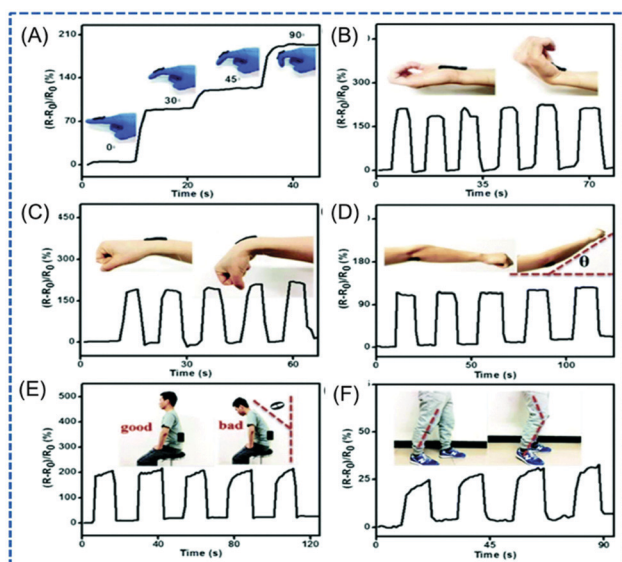 (A)
210
140
70
0
(R-R0)/R0 (%)
0°
30°
45°
90°
0
20
40
Time (s)
(B)
300
150
0
(R-R0)/R0 (%)
0
35
70
Time (s)
(C)
450
300
150
0
(R-R0)/R0 (%)
0
30
60
Time (s)
(D)
180
90
0
(R-R0)/R0 (%)
θ
0
50
100
Time (s)
(E)
500
400
300
200
100
0
(R-R0)/R0 (%)
good
bad
θ
0
40
80
120
Time (s)
(F)
50
25
0
(R-R0)/R0 (%)
0
45
90
Time (s)